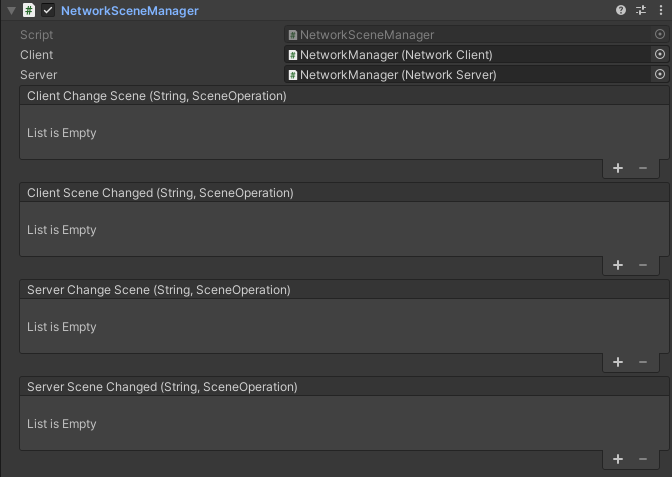 NetworkSceneManager
Script NetworkSceneManager
Client NetworkManager (Network Client)
Server NetworkManager (Network Server)
Client Change Scene (String, SceneOperation)
List is Empty
+ −
Client Scene Changed (String, SceneOperation)
List is Empty
+ −
Server Change Scene (String, SceneOperation)
List is Empty
+ −
Server Scene Changed (String, SceneOperation)
List is Empty
+ −